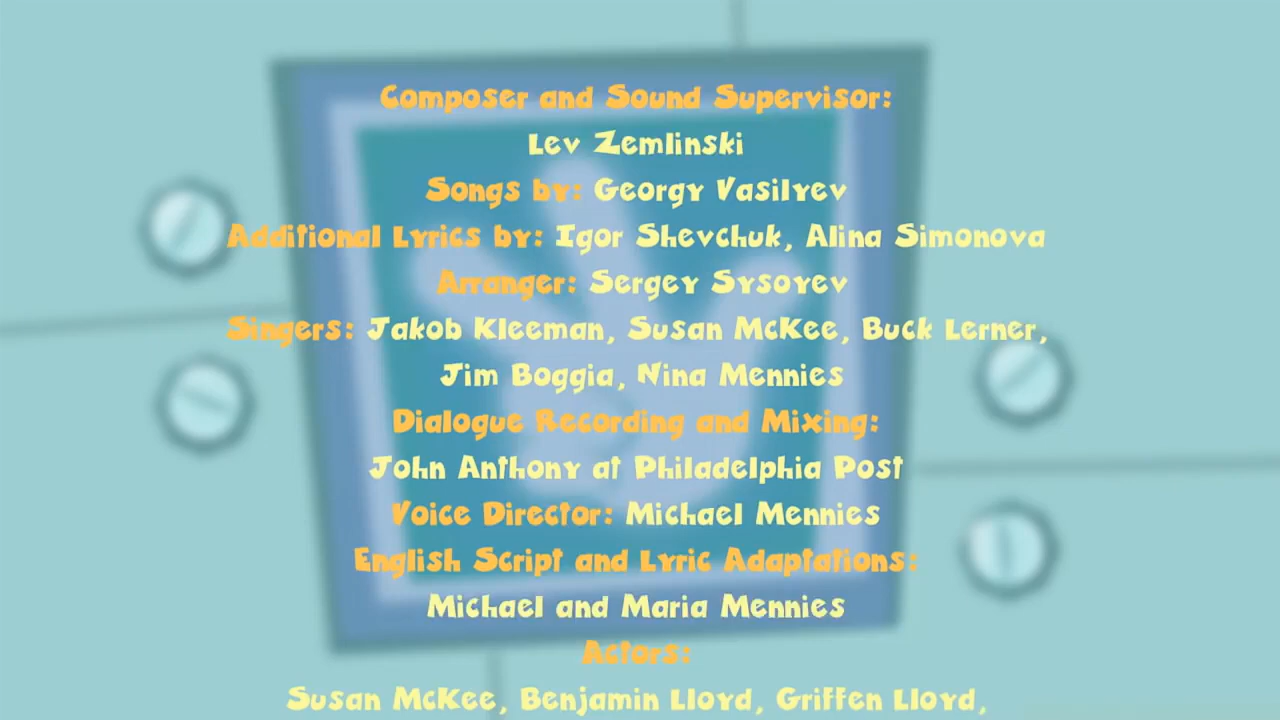 Composer and Sound Supervisor:
Lev Zemlinski
Songs by: Georgy Vasilyev
Additional Lyrics by: Igor Shevchuk, Alina Simonova
Arranger: Sergey Sysoyev
Singers: Jakob Kleeman, Susan McKee, Buck Lerner,
Jim Boggia, Nina Mennies
Dialogue Recording and Mixing:
John Anthony at Philadelphia Post
Voice Director: Michael Mennies
English Script and Lyric Adaptations:
Michael and Maria Mennies
Actors:
Susan McKee, Benjamin Lloyd, Griffen Lloyd,